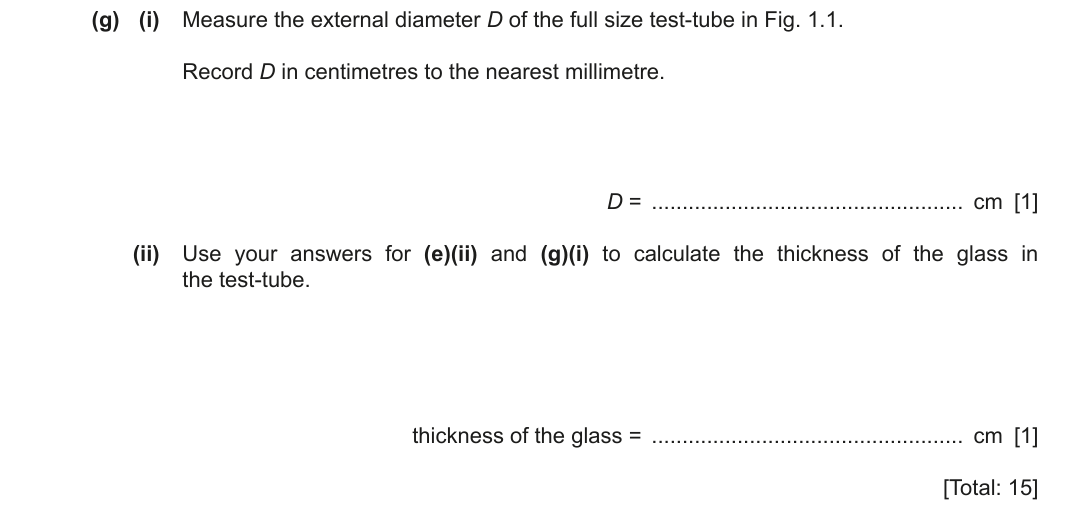 (g) (i) Measure the external diameter D of the full size test-tube in Fig. 1.1.
Record D in centimetres to the nearest millimetre.
D = .................................................. cm [1]
(ii) Use your answers for (e)(ii) and (g)(i) to calculate the thickness of the glass in
the test-tube.
thickness of the glass = .................................................. cm [1]
[Total: 15]